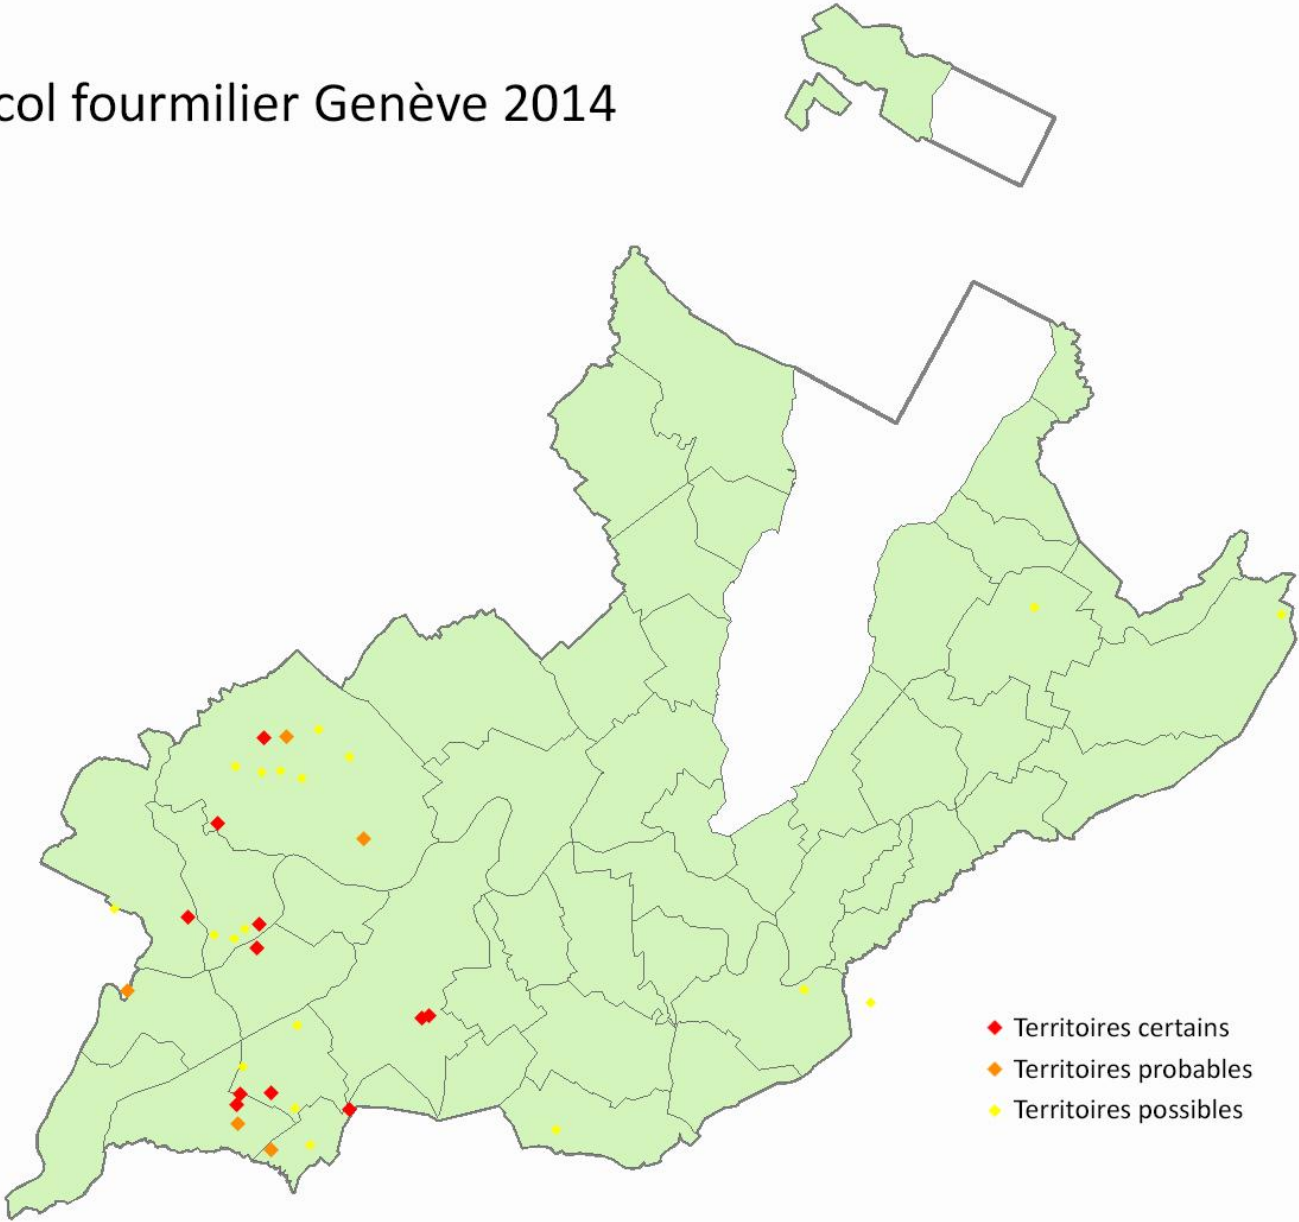 col fourmilier Genève 2014
Territoires certains
Territoires probables
Territoires possibles